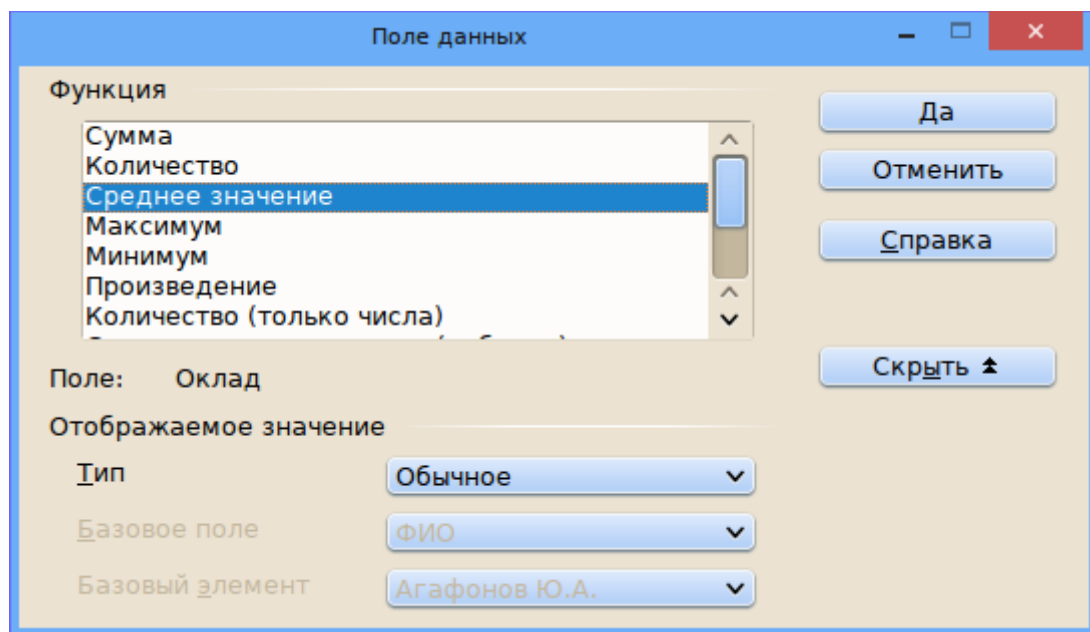 Поле данных
Функция
Сумма
Количество
Среднее значение
Максимум
Минимум
Произведение
Количество (только числа)
Да
Отменить
Справка
Скрыть
Поле: Оклад
Отображаемое значение
Тип Обычное
Базовое поле ФИО
Базовый элемент Агафонов Ю.А.